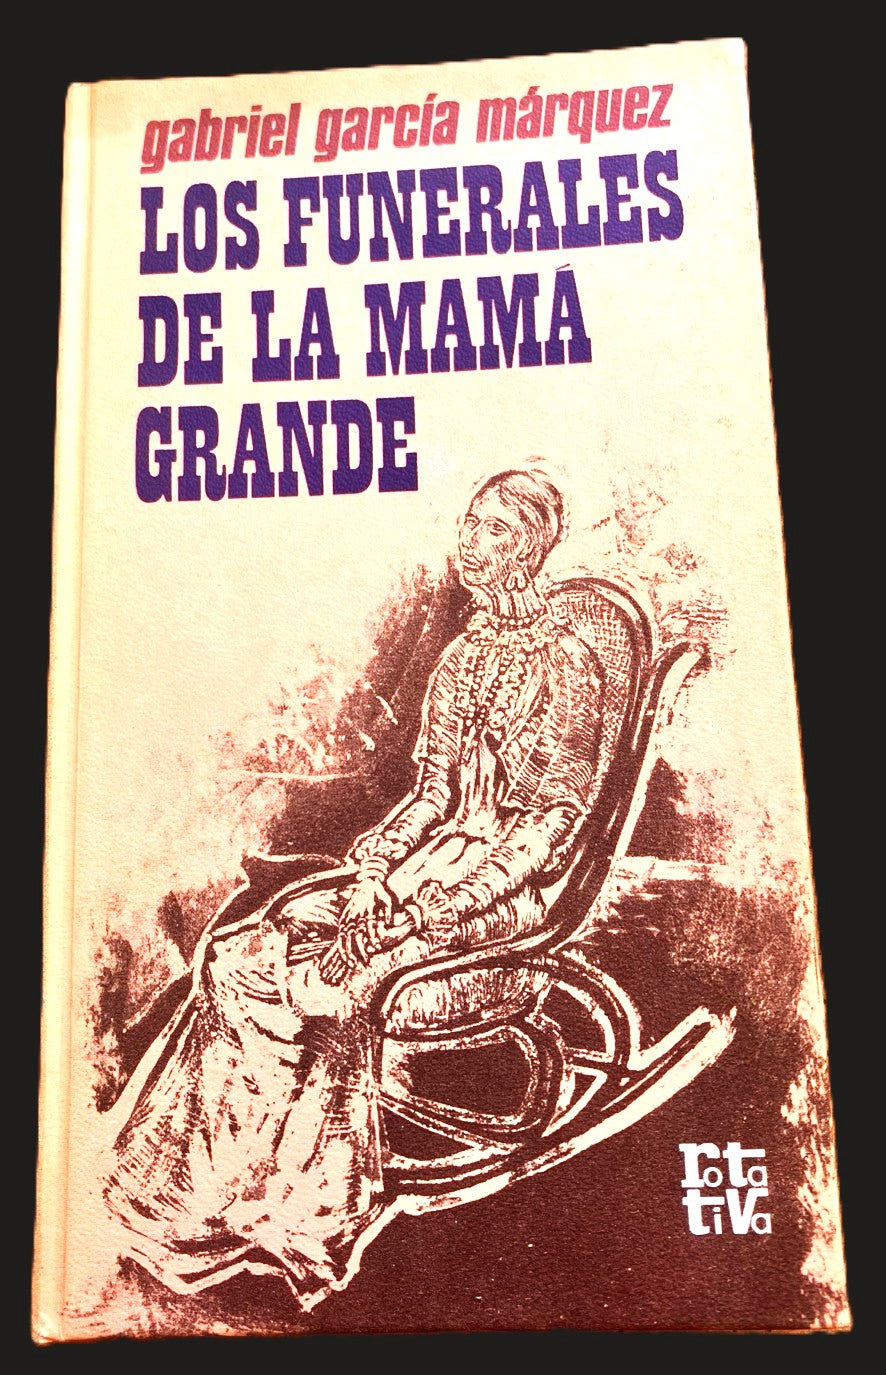 gabriel garcía márquez
LOS FUNERALES
DE LA MAMÁ
GRANDE
rota
tiva